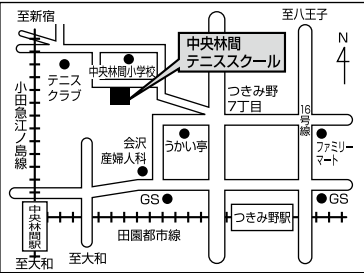 至新宿
至八王子
中央林間
テニススクール
N
中央林間小学校
テニス
クラブ
つきみ野
7丁目
16号線
小田急江ノ島線
会沢
産婦人科
うかい亭
ファミリー
マート
GS
GS
中央林間駅
つきみ野駅
田園都市線
至大和
至大和